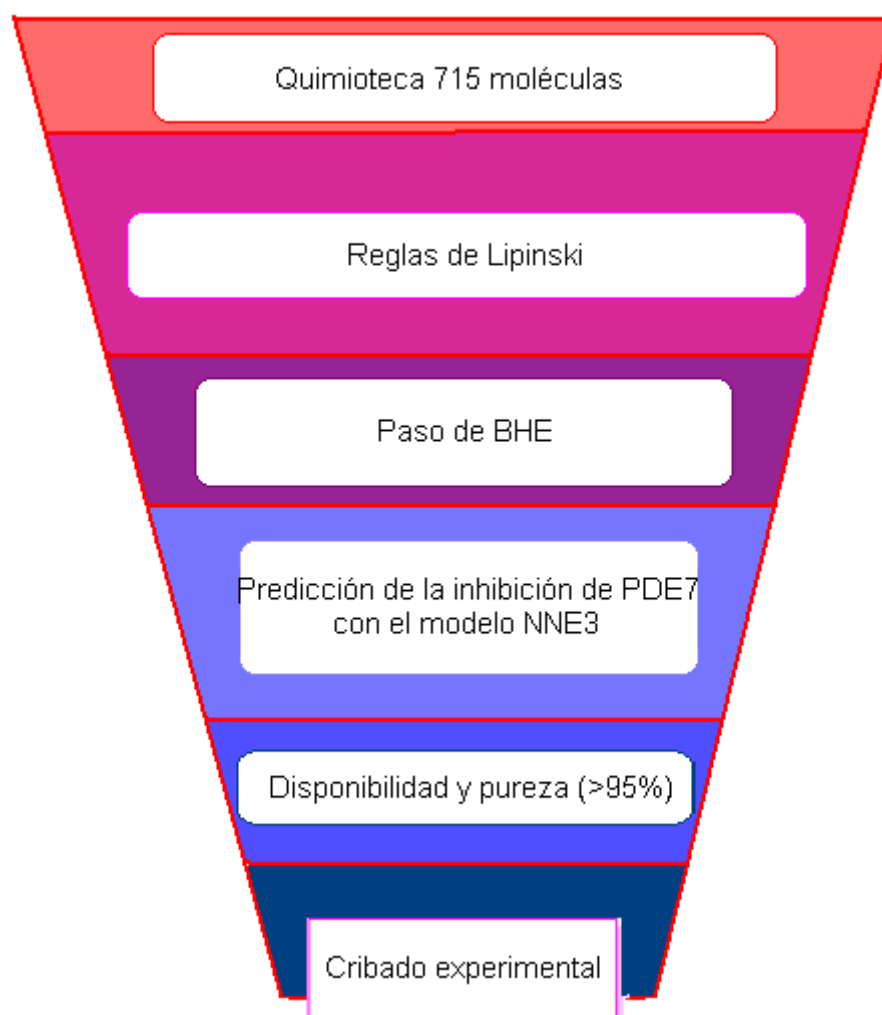 Quimioteca 715 moléculas
Reglas de Lipinski
Paso de BHE
Predicción de la inhibición de PDE7
con el modelo NNE3
Disponibilidad y pureza (>95%)
Cribado experimental